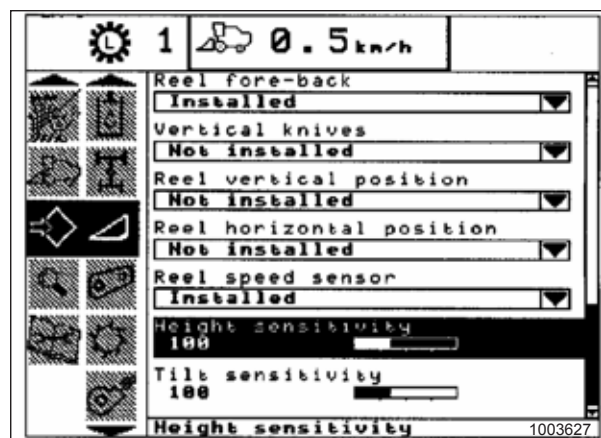 L 1 0.5km/h
Reel fore-back
Installed
Vertical knives
Not installed
Reel vertical position
Not installed
Reel horizontal position
Not installed
Reel speed sensor
Installed
Height sensitivity
100
Tilt sensitivity
100
Height sensitivity
1003627